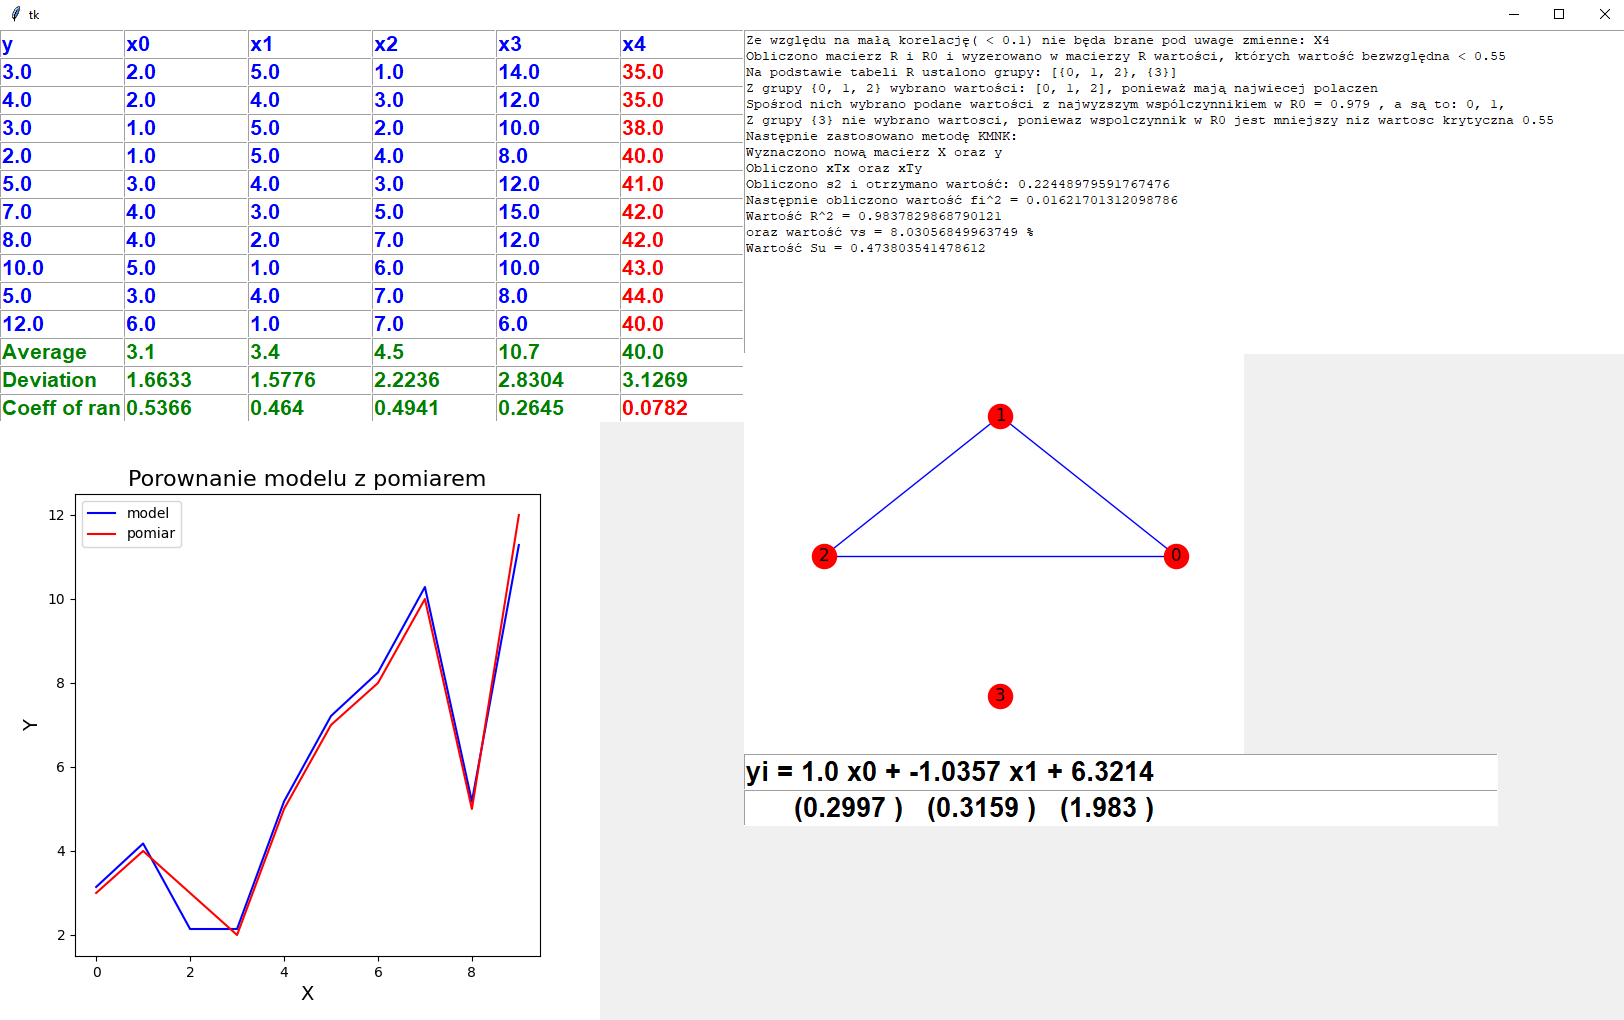 tk
y x0 x1 x2 x3 x4
3.0 2.0 5.0 1.0 14.0 35.0
4.0 2.0 4.0 3.0 12.0 35.0
3.0 1.0 5.0 2.0 10.0 38.0
2.0 1.0 5.0 4.0 8.0 40.0
5.0 3.0 4.0 3.0 12.0 41.0
7.0 4.0 3.0 5.0 15.0 42.0
8.0 4.0 2.0 7.0 12.0 42.0
10.0 5.0 1.0 6.0 10.0 43.0
5.0 3.0 4.0 7.0 8.0 44.0
12.0 6.0 1.0 7.0 6.0 40.0
Average 3.1 3.4 4.5 10.7 40.0
Deviation 1.6633 1.5776 2.2236 2.8304 3.1269
Coeff of ran 0.5366 0.464 0.4941 0.2645 0.0782
Ze względu na małą korelację( < 0.1) nie będa brane pod uwage zmienne: X4
Obliczono macierz R i R0 i wyzerowano w macierzy R wartości, których wartość bezwzględna < 0.55
Na podstawie tabeli R ustalono grupy: [{0, 1, 2}, {3}]
Z grupy {0, 1, 2} wybrano wartości: [0, 1, 2], ponieważ mają najwiecej polaczen
Spośrod nich wybrano podane wartości z najwyzszym wspólczynnikiem w R0 = 0.979 , a są to: 0, 1,
Z grupy {3} nie wybrano wartosci, poniewaz wspolczynnik w R0 jest mniejszy niz wartosc krytyczna 0.55
Następnie zastosowano metodę KMNK:
Wyznaczono nową macierz X oraz y
Obliczono xTx oraz xTy
Obliczono s2 i otrzymano wartość: 0.22448979591767476
Następnie obliczono wartość fi^2 = 0.01621701312098786
Wartość R^2 = 0.9837829868790121
oraz wartość vs = 8.03056849963749 %
Wartość Su = 0.473803541478612
1
2
0
3
yi = 1.0 x0 + -1.0357 x1 + 6.3214
(0.2997 ) (0.3159 ) (1.983 )
Porownanie modelu z pomiarem
model
pomiar
12
10
8
6
4
2
Y
0 2 4 6 8
X